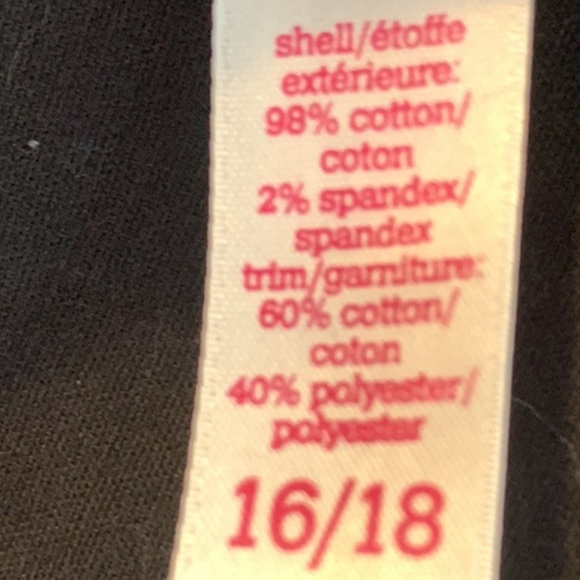 shell/étoffe
extérieure:
98% cotton/
coton
2% spandex/
spandex
trim/garniture:
60% cotton/
coton
40% polyester/
polyester
16/18